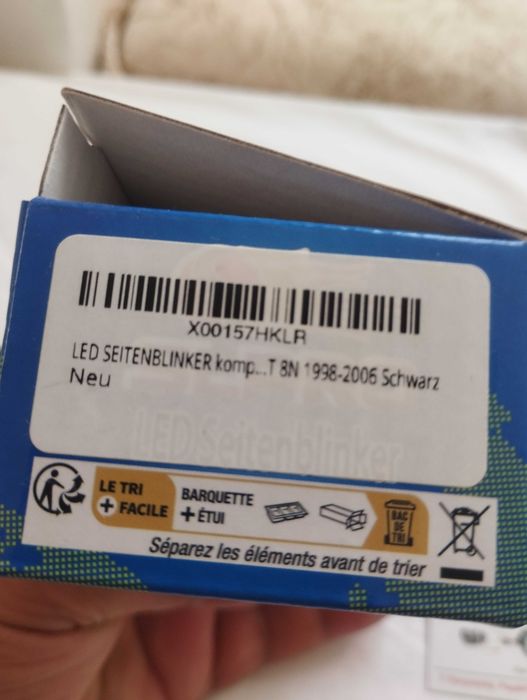 X00157HKLR
LED SEITENBLINKER komp...T 8N 1998-2006 Schwarz
Neu
LED Seitenblinker
LE TRI
+ FACILE
BARQUETTE
+ ÉTUI
BAC
DE
TRI
Séparez les éléments avant de trier